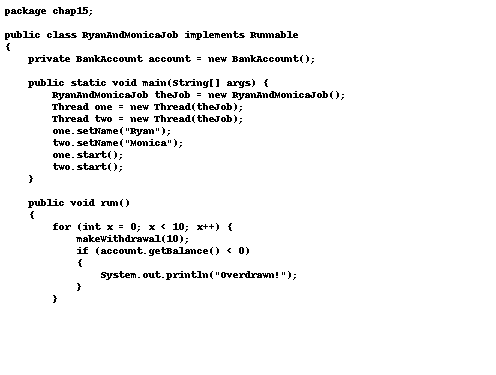 package chap15;

public class RyanAndMonicaJob implements Runnable
{
    private BankAccount account = new BankAccount();

    public static void main(String[] args) {
        RyanAndMonicaJob theJob = new RyanAndMonicaJob();
        Thread one = new Thread(theJob);
        Thread two = new Thread(theJob);
        one.setName("Ryan");
        two.setName("Monica");
        one.start();
        two.start();
    }

    public void run()
    {
        for (int x = 0; x < 10; x++) {
            makeWithdrawal(10);
            if (account.getBalance() < 0)
            {
                System.out.println("Overdrawn!");
            }
        }